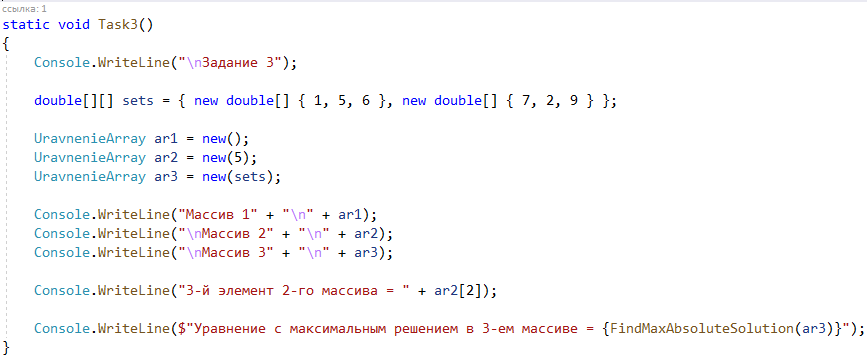 ссылка: 1
static void Task3()
{
Console.WriteLine("\nЗадание 3");
double[][] sets = { new double[] { 1, 5, 6 }, new double[] { 7, 2, 9 } };
UravnenieArray ar1 = new();
UravnenieArray ar2 = new(5);
UravnenieArray ar3 = new(sets);
Console.WriteLine("Массив 1" + "\n" + ar1);
Console.WriteLine("\nМассив 2" + "\n" + ar2);
Console.WriteLine("\nМассив 3" + "\n" + ar3);
Console.WriteLine("3-й элемент 2-го массива = " + ar2[2]);
Console.WriteLine($"Уравнение с максимальным решением в 3-ем массиве = {FindMaxAbsoluteSolution(ar3)}");
}